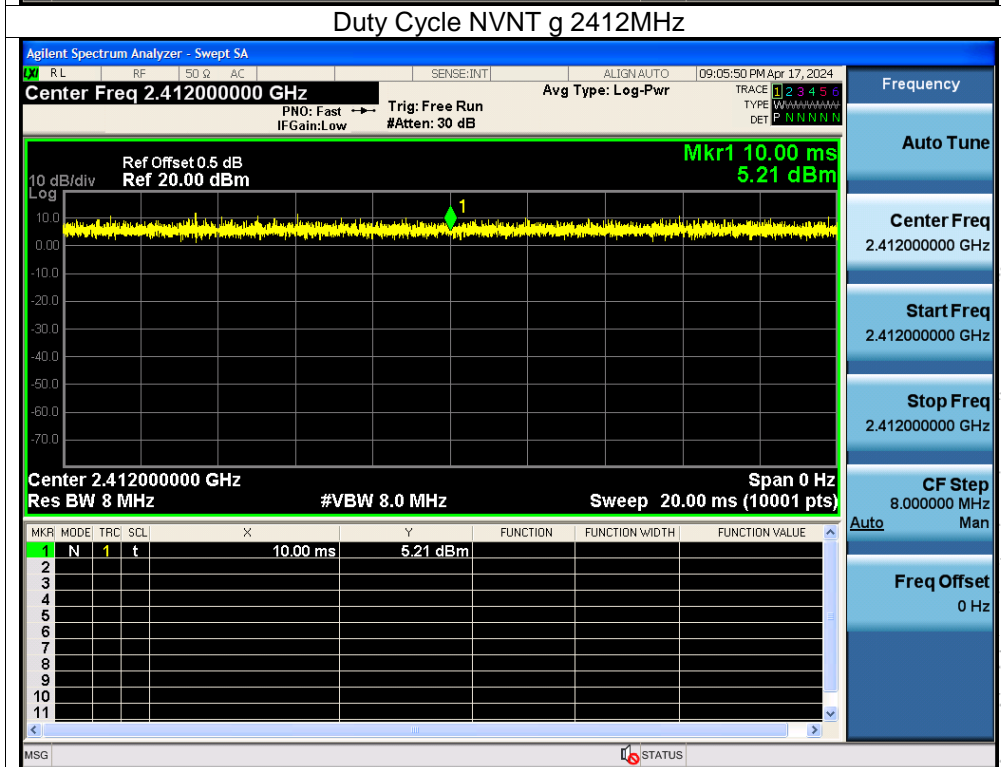 Duty Cycle NVNT g 2412MHz
Agilent Spectrum Analyzer - Swept SA
LXI RL RF 50 Ω AC SENSE:INT ALIGN AUTO 09:05:50 PM Apr 17, 2024
Center Freq 2.412000000 GHz
PNO: Fast
IFGain:Low
Trig: Free Run
#Atten: 30 dB
Avg Type: Log-Pwr
TRACE 1 2 3 4 5 6
TYPE WWWWWW
DET P N N N N N
Ref Offset 0.5 dB
Ref 20.00 dBm
10 dB/div
Log
Mkr1 10.00 ms
5.21 dBm
1
10.0
0.00
-10.0
-20.0
-30.0
-40.0
-50.0
-60.0
-70.0
Center 2.412000000 GHz
Res BW 8 MHz
#VBW 8.0 MHz
Span 0 Hz
Sweep 20.00 ms (10001 pts)
MKR MODE TRC SCL X Y FUNCTION FUNCTION WIDTH FUNCTION VALUE
1 N 1 t 10.00 ms 5.21 dBm
2
3
4
5
6
7
8
9
10
11
MSG STATUS
Frequency
Auto Tune
Center Freq
2.412000000 GHz
Start Freq
2.412000000 GHz
Stop Freq
2.412000000 GHz
CF Step
8.000000 MHz
Auto Man
Freq Offset
0 Hz